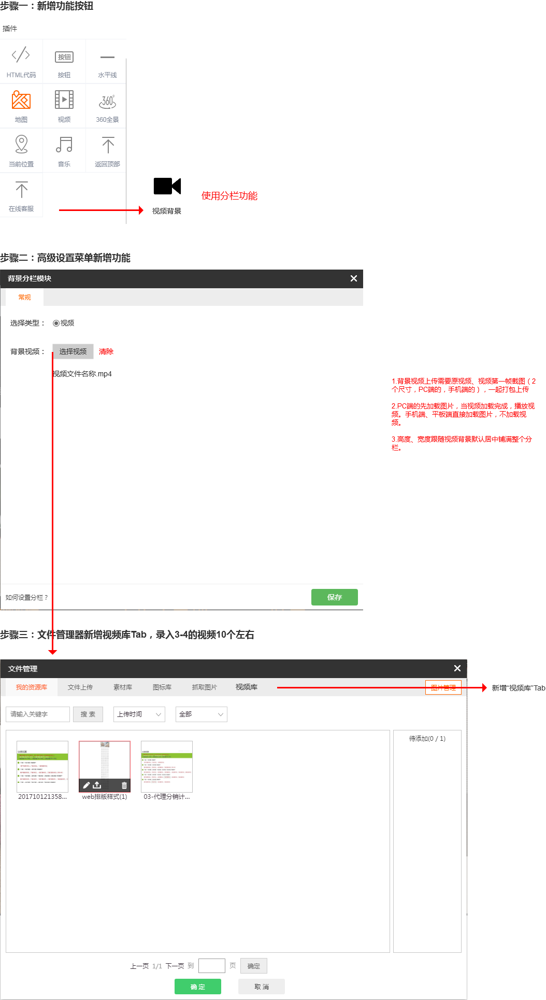 步骤一：新增功能按钮
插件
按钮
HTML代码
按钮
水平线
360°
地图
视频
360全景
当前位置
音乐
返回顶部
在线客服
视频背景
使用分栏功能
步骤二：高级设置菜单新增功能
背景分栏模块
常规
选择类型：
视频
背景视频：
选择视频
清除
视频文件名称.mp4
1.背景视频上传需要原视频、视频第一帧截图（2
个尺寸，PC端的，手机端的），一起打包上传
2.PC端的先加载图片，当视频加载完成，播放视
频。手机端、平板端直接加载图片，不加载视
频。
3.高度、宽度跟随视频背景默认居中铺满整个分
栏。
如何设置分栏？
保存
步骤三：文件管理器新增视频库Tab，录入3-4的视频10个左右
文件管理
我的资源库
文件上传
素材库
图标库
抓取图片
视频库
图片管理
新增“视频库”Tab
请输入关键字
搜 索
上传时间
全部
待添加(0 / 1)
201710121358...
web排版样式(1)
03-代理分销计...
上一页 1/1 下一页 到 页 确定
确 定
取 消